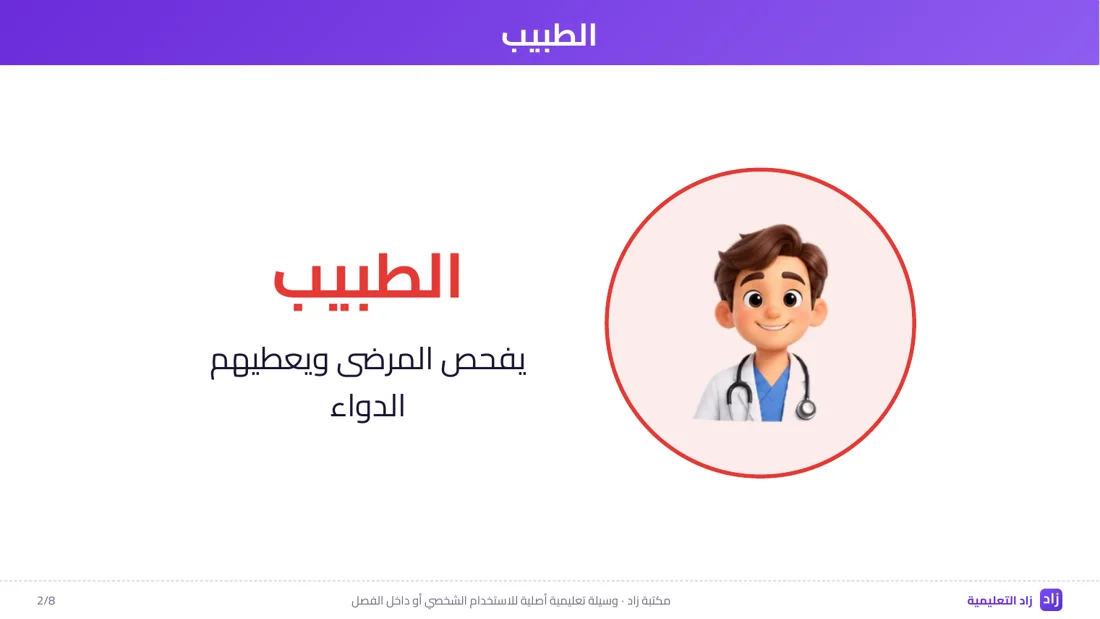 الطبيب
الطبيب
يفحص المرضى ويعطيهم
الدواء
زاد
زاد التعليمية
مكتبة زاد · وسيلة تعليمية أصلية للاستخدام الشخصي أو داخل الفصل
2/8